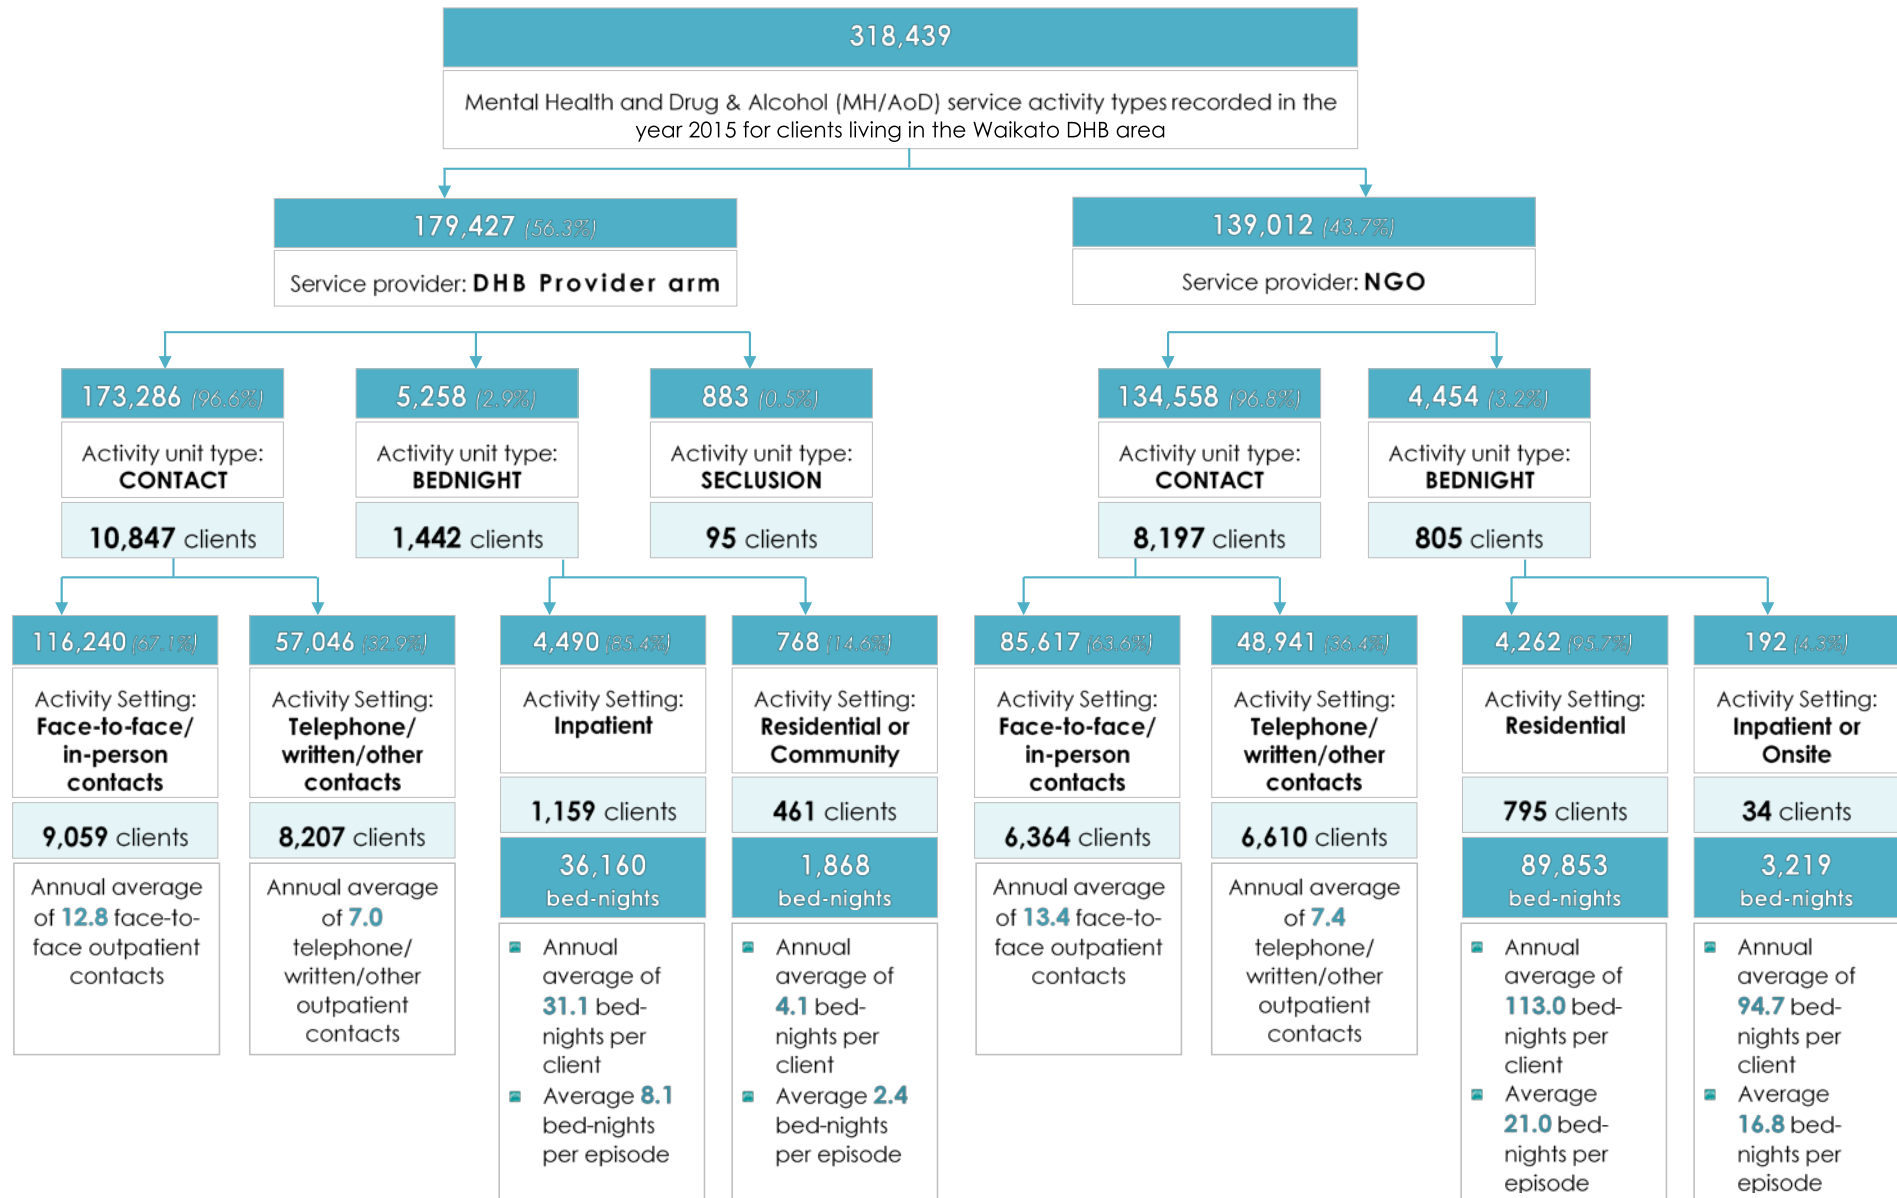 318,439
Mental Health and Drug & Alcohol (MH/AoD) service activity types recorded in the
year 2015 for clients living in the Waikato DHB area
179,427 (56.3%)
Service provider: DHB Provider arm
139,012 (43.7%)
Service provider: NGO
173,286 (96.6%)
Activity unit type:
CONTACT
10,847 clients
5,258 (2.9%)
Activity unit type:
BEDNIGHT
1,442 clients
883 (0.5%)
Activity unit type:
SECLUSION
95 clients
134,558 (96.8%)
Activity unit type:
CONTACT
8,197 clients
4,454 (3.2%)
Activity unit type:
BEDNIGHT
805 clients
116,240 (67.1%)
Activity Setting:
Face-to-face/
in-person
contacts
9,059 clients
Annual average
of 12.8 face-to-
face outpatient
contacts
57,046 (32.9%)
Activity Setting:
Telephone/
written/other
contacts
8,207 clients
Annual average
of 7.0
telephone/
written/other
outpatient
contacts
4,490 (85.4%)
Activity Setting:
Inpatient
1,159 clients
36,160
bed-nights
Annual
average of
31.1 bed-
nights per
client
Average 8.1
bed-nights
per episode
768 (14.6%)
Activity Setting:
Residential or
Community
461 clients
1,868
bed-nights
Annual
average of
4.1 bed-
nights per
client
Average 2.4
bed-nights
per episode
85,617 (63.6%)
Activity Setting:
Face-to-face/
in-person
contacts
6,364 clients
Annual average
of 13.4 face-to-
face outpatient
contacts
48,941 (36.4%)
Activity Setting:
Telephone/
written/other
contacts
6,610 clients
Annual average
of 7.4
telephone/
written/other
outpatient
contacts
4,262 (95.7%)
Activity Setting:
Residential
795 clients
89,853
bed-nights
Annual
average of
113.0 bed-
nights per
client
Average
21.0 bed-
nights per
episode
192 (4.3%)
Activity Setting:
Inpatient or
Onsite
34 clients
3,219
bed-nights
Annual
average of
94.7 bed-
nights per
client
Average
16.8 bed-
nights per
episode